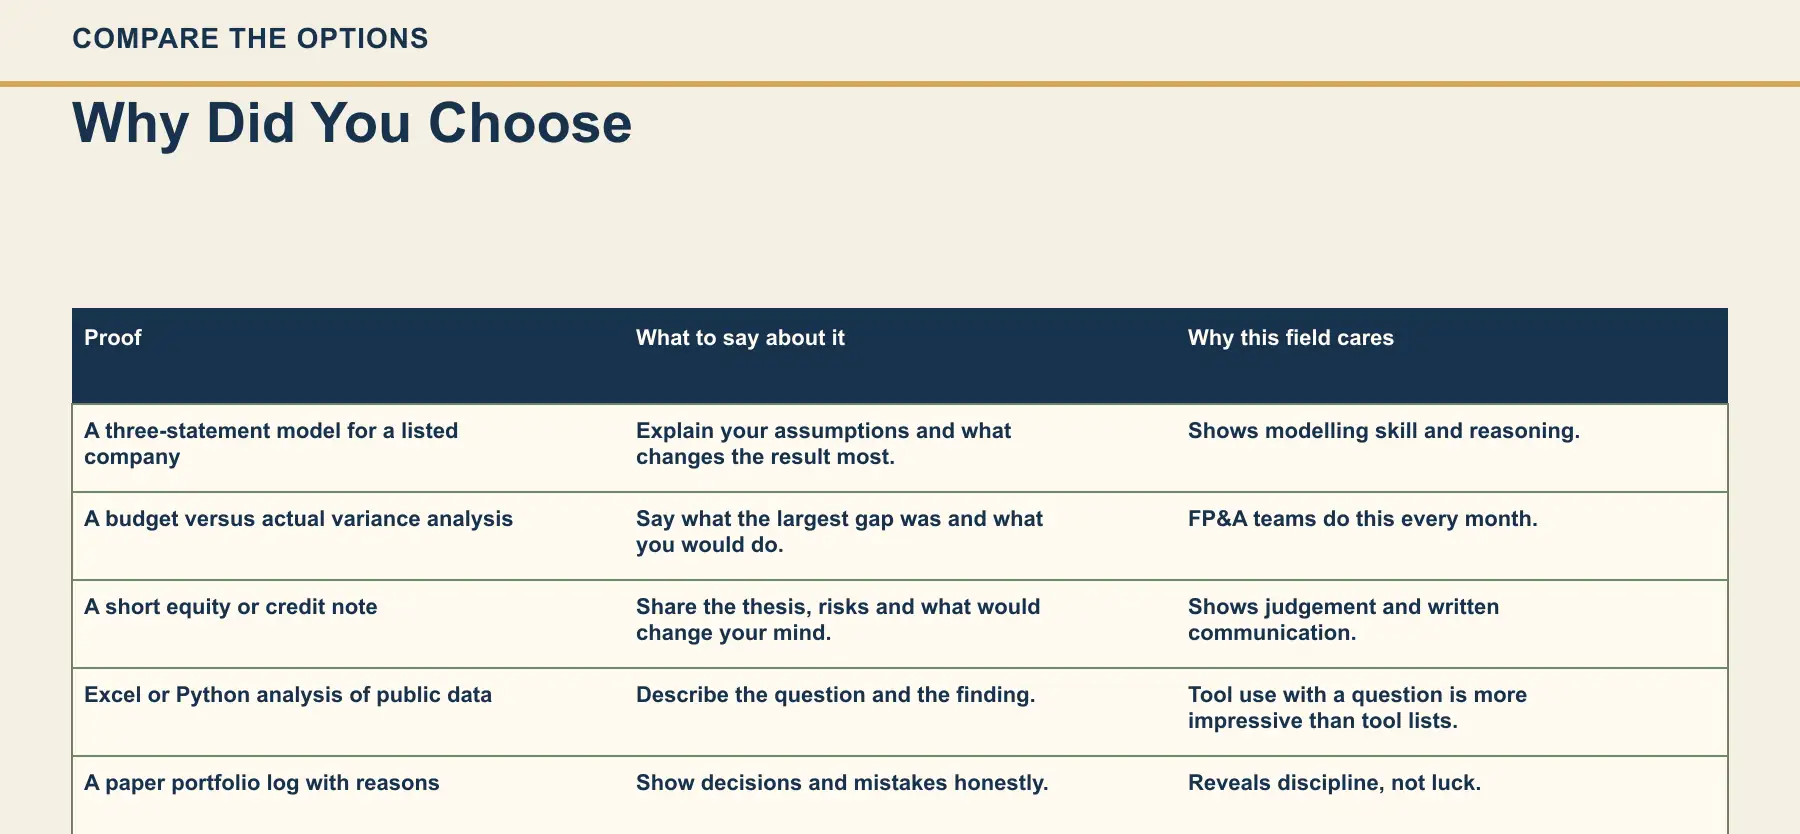 COMPARE THE OPTIONS
Why Did You Choose
Proof
What to say about it
Why this field cares
A three-statement model for a listed
company
Explain your assumptions and what
changes the result most.
Shows modelling skill and reasoning.
A budget versus actual variance analysis
Say what the largest gap was and what
you would do.
FP&A teams do this every month.
A short equity or credit note
Share the thesis, risks and what would
change your mind.
Shows judgement and written
communication.
Excel or Python analysis of public data
Describe the question and the finding.
Tool use with a question is more
impressive than tool lists.
A paper portfolio log with reasons
Show decisions and mistakes honestly.
Reveals discipline, not luck.